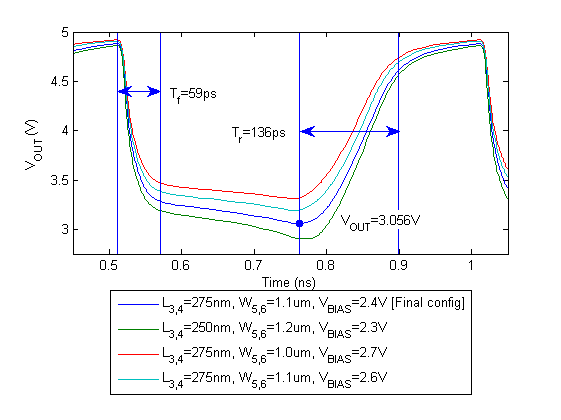 5
4.5
4
3.5
3
V_OUT (V)
T_f=59ps
T_r=136ps
V_OUT=3.056V
0.5 0.6 0.7 0.8 0.9 1
Time (ns)
L_3,4=275nm, W_5,6=1.1um, V_BIAS=2.4V [Final config]
L_3,4=250nm, W_5,6=1.2um, V_BIAS=2.3V
L_3,4=275nm, W_5,6=1.0um, V_BIAS=2.7V
L_3,4=275nm, W_5,6=1.1um, V_BIAS=2.6V